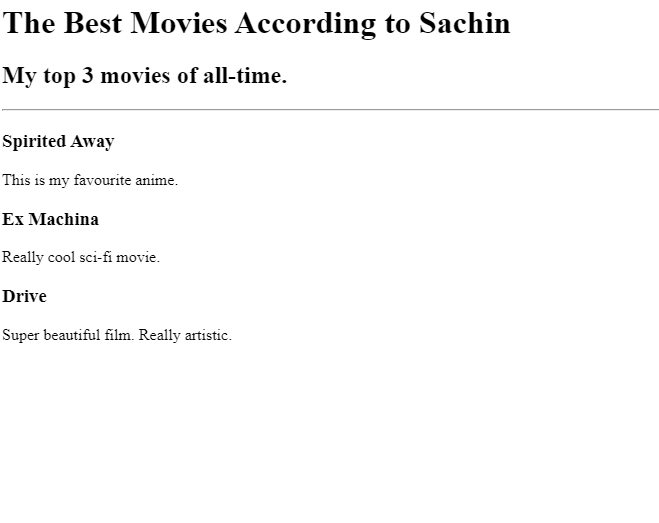 The Best Movies According to Sachin
My top 3 movies of all-time.
Spirited Away
This is my favourite anime.
Ex Machina
Really cool sci-fi movie.
Drive
Super beautiful film. Really artistic.